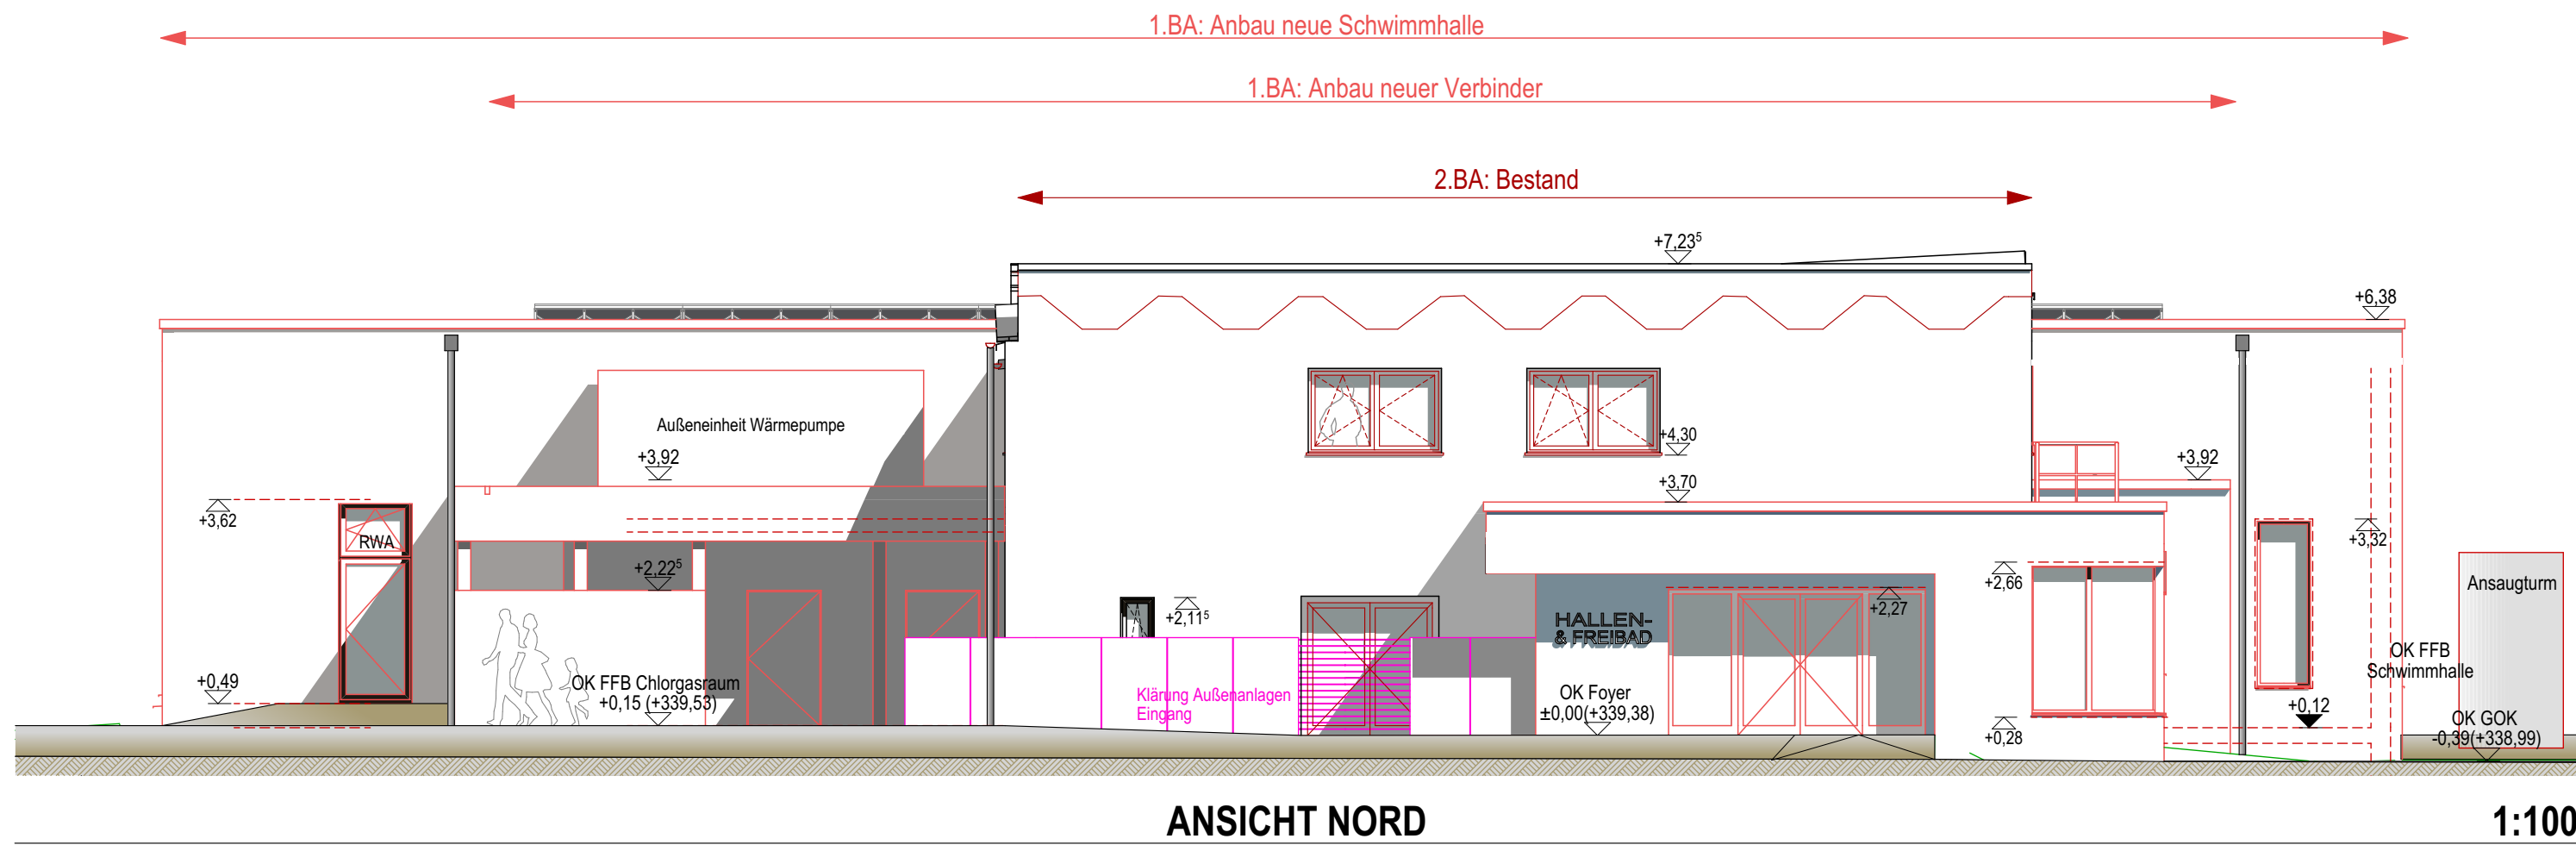 1.BA: Anbau neue Schwimmhalle
1.BA: Anbau neuer Verbinder
2.BA: Bestand
+7,23⁵
+6,38
Außeneinheit Wärmepumpe
+4,30
+3,92
+3,92
+3,70
+3,62
RWA
+3,32
+2,22⁵
+2,66
Ansaugturm
+2,11⁵
+2,27
HALLEN-
& FREIBAD
OK FFB
Schwimmhalle
+0,49
OK FFB Chlorgasraum
+0,15 (+339,53)
Klärung Außenanlagen
Eingang
OK Foyer
±0,00(+339,38)
+0,12
+0,28
OK GOK
-0,39(+338,99)
ANSICHT NORD
1:100